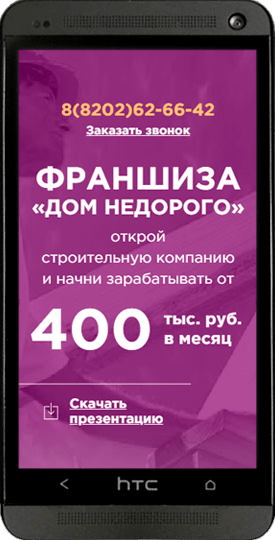 8(8202)62-66-42
Заказать звонок
ФРАНШИЗА
«ДОМ НЕДОРОГО»
открой
строительную компанию
и начни зарабатывать от
400 тыс. руб.
в месяц
Скачать
презентацию
hTC